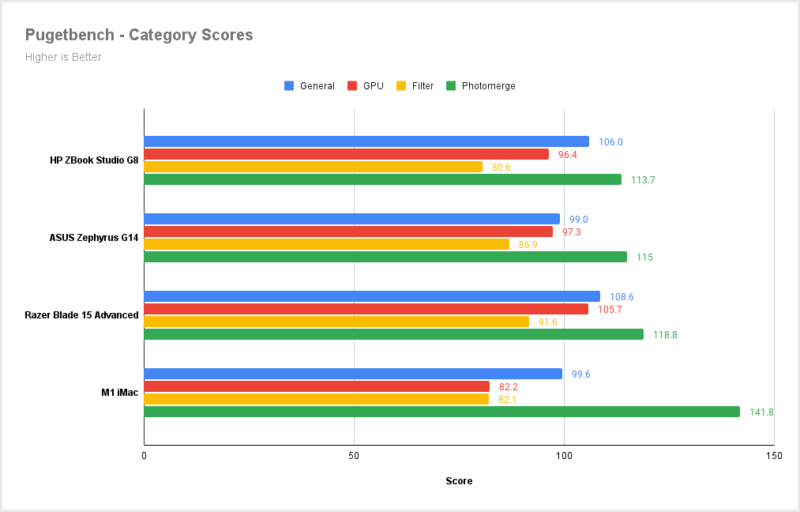 Pugetbench - Category Scores
Higher is Better
General GPU Filter Photomerge
HP ZBook Studio G8
106.0
96.4
80.6
113.7
ASUS Zephyrus G14
99.0
97.3
86.9
115
Razer Blade 15 Advanced
108.6
105.7
91.6
118.8
M1 iMac
99.6
82.2
82.1
141.8
0 50 100 150
Score